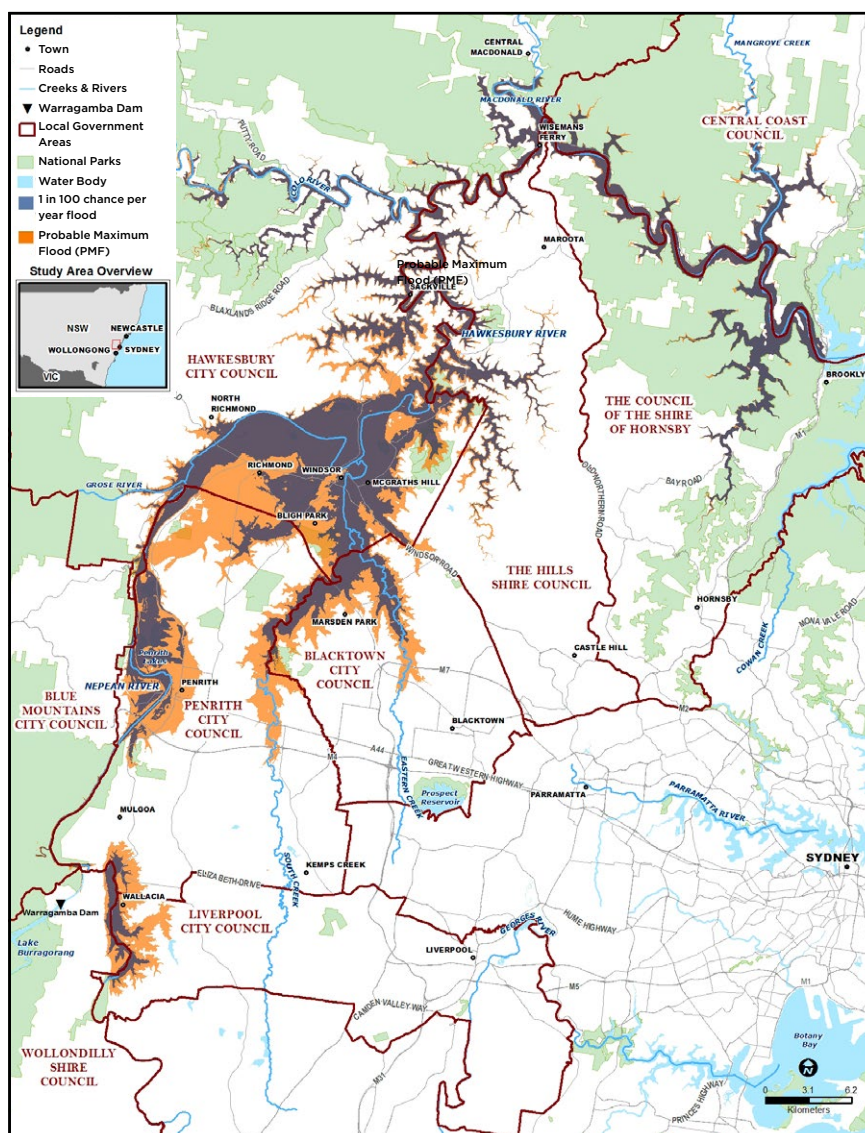 Legend
Town
Roads
Creeks & Rivers
Warragamba Dam
Local Government
Areas
National Parks
Water Body
1 in 100 chance per
year flood
Probable Maximum
Flood (PMF)
Study Area Overview
NSW
NEWCASTLE
WOLLONGONG
SYDNEY
VIC
CENTRAL
MACDONALD
MANGROVE CREEK
MACDONALD RIVER
CENTRAL COAST
COUNCIL
PUTTY ROAD
WISEMANS
FERRY
COLO RIVER
MAROOTA
Probable Maximum
Flood (PME)
SACKVILLE
BLAXLANDS RIDGE ROAD
HAWKESBURY RIVER
HAWKESBURY
CITY COUNCIL
BROOKLY
NORTH
RICHMOND
THE COUNCIL
OF THE SHIRE
OF HORNSBY
M1
RICHMOND
WINDSOR
MCGRATHS HILL
GROSE RIVER
OLD NORTHERN ROAD
BAY ROAD
BLIGH PARK
WINDSOR ROAD
THE HILLS
SHIRE COUNCIL
HORNSBY
MARSDEN PARK
MONA VALE ROAD
CASTLE HILL
COWAN CREEK
BLACKTOWN
CITY
COUNCIL
Penrith
Lakes
M7
NEPEAN RIVER
PENRITH
BLUE
MOUNTAINS
CITY COUNCIL
PENRITH
CITY
COUNCIL
M2
BLACKTOWN
A44
M4
GREAT WESTERN HIGHWAY
EASTERN CREEK
Prospect
Reservoir
PARRAMATTA
PARRAMATTA RIVER
MULGOA
SYDNEY
KEMPS CREEK
ELIZABETH DRIVE
SOUTH CREEK
WALLACIA
Warragamba Dam
LIVERPOOL
CITY COUNCIL
HUME HIGHWAY
GEORGES RIVER
Lake
Burragorang
LIVERPOOL
M5
M1
CAMDEN VALLEY WAY
Botany
Bay
WOLLONDILLY
SHIRE
COUNCIL
M31
N
PRINCES HIGHWAY
0 3.1 6.2
Kilometers